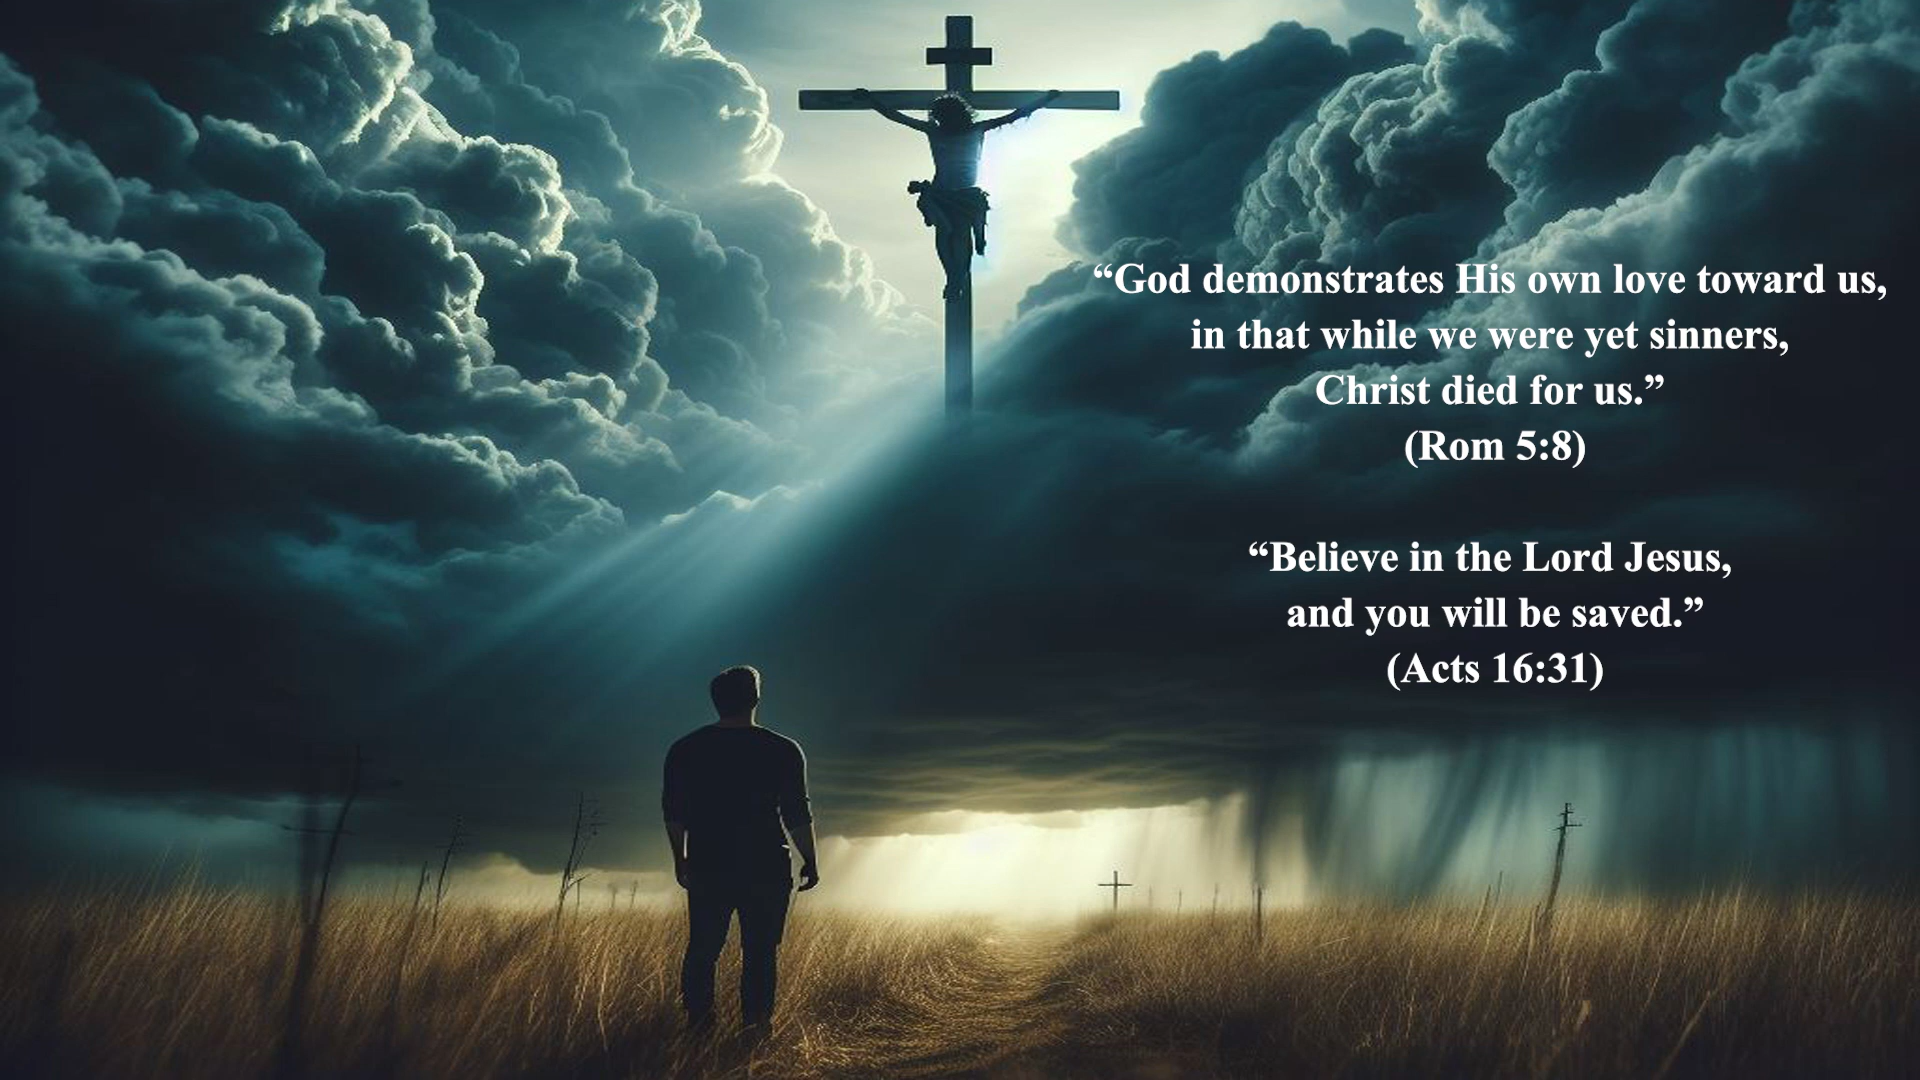 “God demonstrates His own love toward us,
in that while we were yet sinners,
Christ died for us.”
(Rom 5:8)
“Believe in the Lord Jesus,
and you will be saved.”
(Acts 16:31)